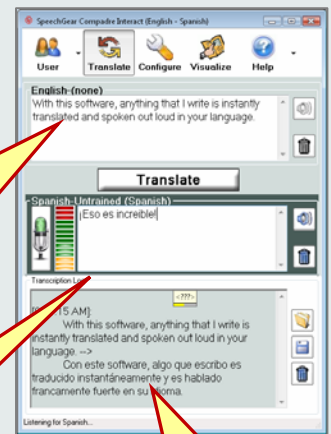 SpeechGear Compadre Interact (English - Spanish)
User Translate Configure Visualize Help
English (none)
With this software, anything that I write is instantly
translated and spoken out loud in your language.
Translate
Spanish-Untrained (Spanish)
¡Eso es increible!
Transcription Lo
<???>
15 AM]
With this software, anything that I write is
instantly translated and spoken out loud in your
language. -->
Con este software, algo que escribo es
traducido instantáneamente y es hablado
francamente fuerte en su idioma.
Listening for Spanish...